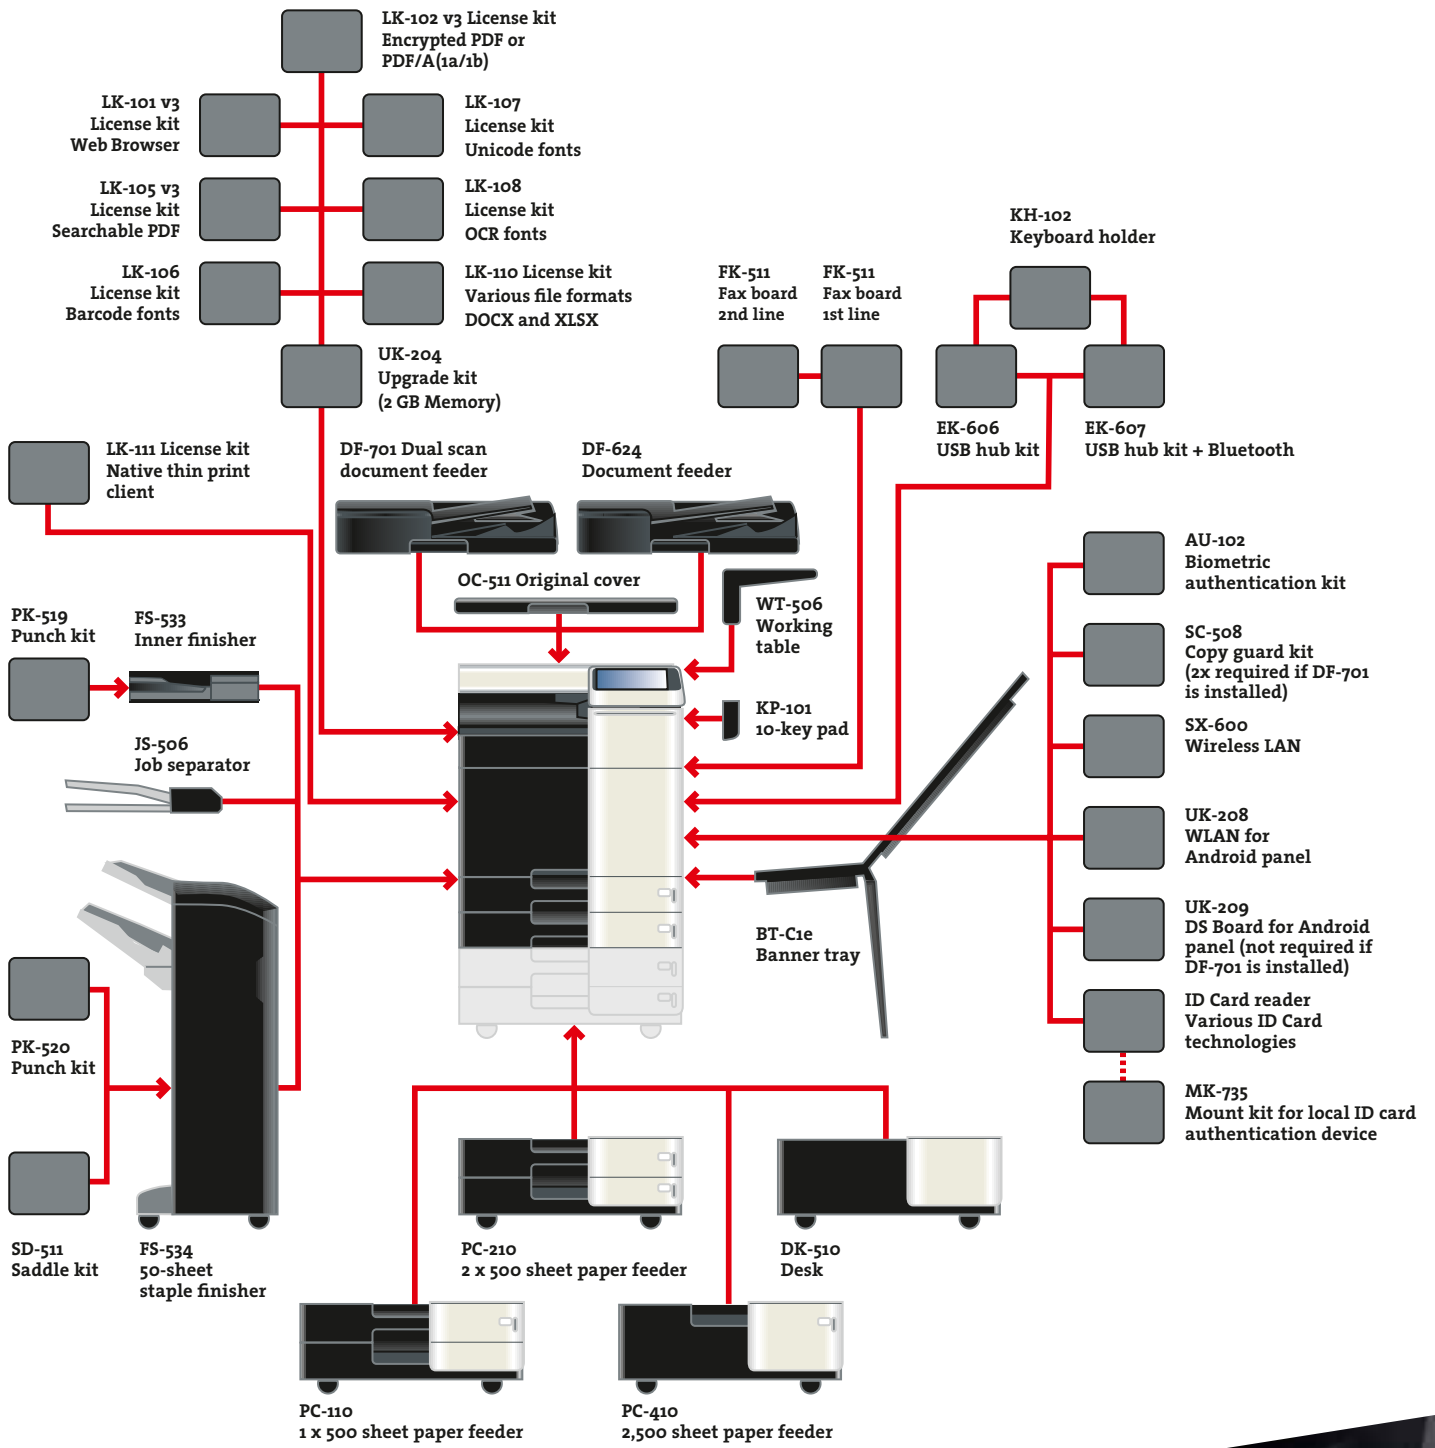 LK-102 v3 License kit
Encrypted PDF or
PDF/A(1a/1b)
LK-101 v3
License kit
Web Browser
LK-107
License kit
Unicode fonts
LK-105 v3
License kit
Searchable PDF
LK-108
License kit
OCR fonts
LK-106
License kit
Barcode fonts
LK-110 License kit
Various file formats
DOCX and XLSX
UK-204
Upgrade kit
(2 GB Memory)
FK-511
Fax board
2nd line
FK-511
Fax board
1st line
KH-102
Keyboard holder
EK-606
USB hub kit
EK-607
USB hub kit + Bluetooth
LK-111 License kit
Native thin print
client
DF-701 Dual scan
document feeder
DF-624
Document feeder
OC-511 Original cover
WT-506
Working
table
KP-101
10-key pad
PK-519
Punch kit
FS-533
Inner finisher
JS-506
Job separator
AU-102
Biometric
authentication kit
SC-508
Copy guard kit
(2x required if DF-701
is installed)
SX-600
Wireless LAN
UK-208
WLAN for
Android panel
UK-209
DS Board for Android
panel (not required if
DF-701 is installed)
ID Card reader
Various ID Card
technologies
MK-735
Mount kit for local ID card
authentication device
BT-C1e
Banner tray
PK-520
Punch kit
SD-511
Saddle kit
FS-534
50-sheet
staple finisher
PC-210
2 x 500 sheet paper feeder
DK-510
Desk
PC-110
1 x 500 sheet paper feeder
PC-410
2,500 sheet paper feeder